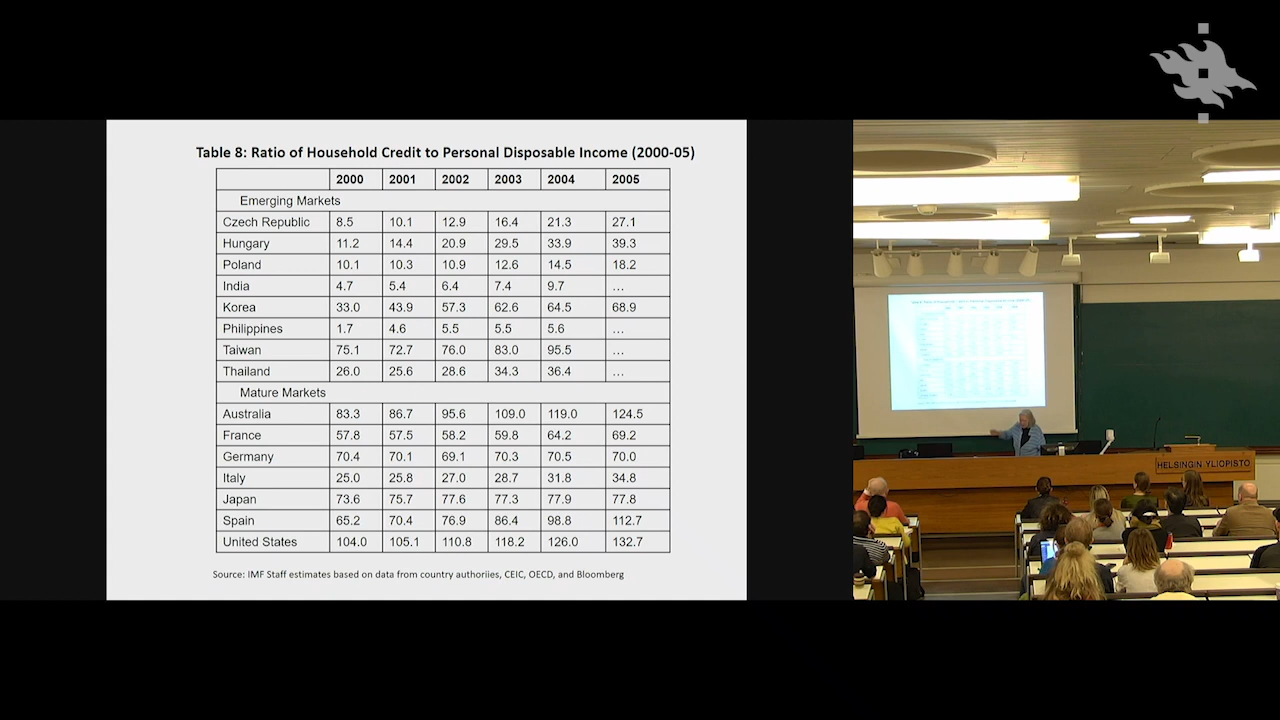 Table 8: Ratio of Household Credit to Personal Disposable Income (2000-05)
2000 2001 2002 2003 2004 2005
Emerging Markets
Czech Republic 8.5 10.1 12.9 16.4 21.3 27.1
Hungary 11.2 14.4 20.9 29.5 33.9 39.3
Poland 10.1 10.3 10.9 12.6 14.5 18.2
India 4.7 5.4 6.4 7.4 9.7 ...
Korea 33.0 43.9 57.3 62.6 64.5 68.9
Philippines 1.7 4.6 5.5 5.5 5.6 ...
Taiwan 75.1 72.7 76.0 83.0 95.5 ...
Thailand 26.0 25.6 28.6 34.3 36.4 ...
Mature Markets
Australia 83.3 86.7 95.6 109.0 119.0 124.5
France 57.8 57.5 58.2 59.8 64.2 69.2
Germany 70.4 70.1 69.1 70.3 70.5 70.0
Italy 25.0 25.8 27.0 28.7 31.8 34.8
Japan 73.6 75.7 77.6 77.3 77.9 77.8
Spain 65.2 70.4 76.9 86.4 98.8 112.7
United States 104.0 105.1 110.8 118.2 126.0 132.7
Source: IMF Staff estimates based on data from country authoriies, CEIC, OECD, and Bloomberg
HELSINGIN YLIOPISTO